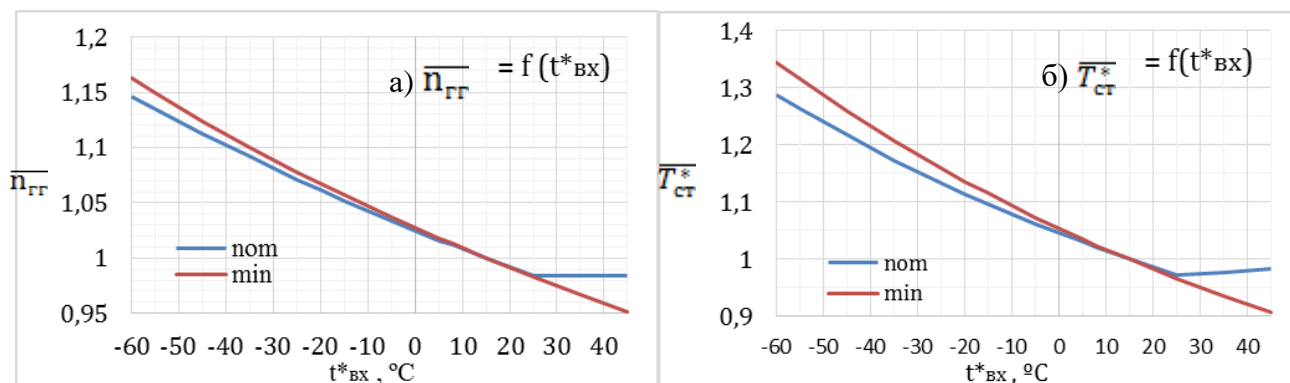 1,2
1,15
1,1
1,05
1
0,95
n̅гг
а) n̅гг = f (t*вх)
nom
min
-60 -50 -40 -30 -20 -10 0 10 20 30 40
t*вх , ºC
1,4
1,3
1,2
1,1
1
0,9
T̅*ст
б) T̅*ст = f(t*вх)
nom
min
-60 -50 -40 -30 -20 -10 0 10 20 30 40
t*вх , ºC